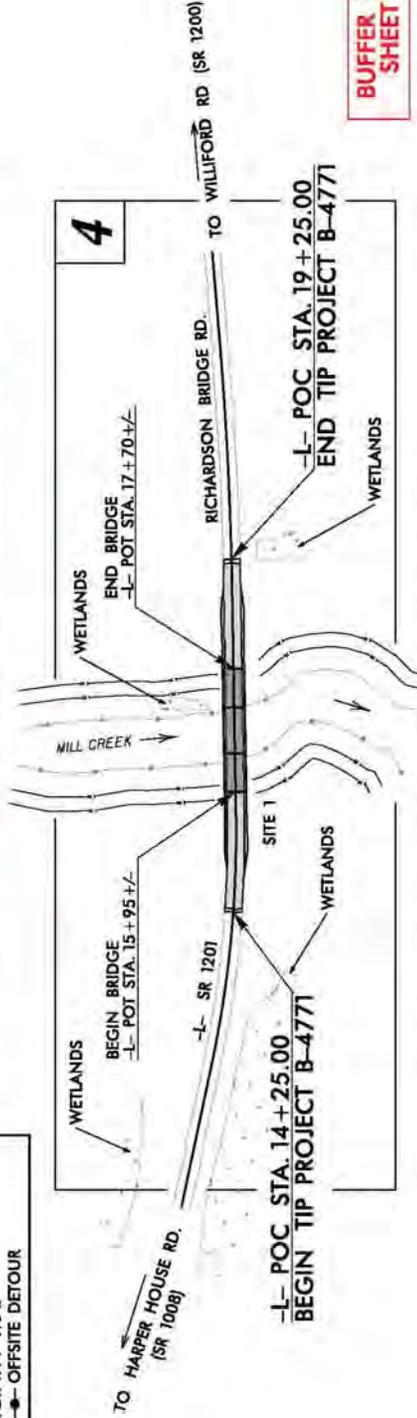 -●- OFFSITE DETOUR
TO HARPER HOUSE RD.
(SR 1008)
WETLANDS
BEGIN BRIDGE
-L- POT STA. 15+95+/-
-L- SR 1201
-L- POC STA. 14+25.00
BEGIN TIP PROJECT B-4771
WETLANDS
SITE 1
MILL CREEK
WETLANDS
END BRIDGE
-L- POT STA. 17+70+/-
RICHARDSON BRIDGE RD.
TO WILLIFORD RD (SR 1200)
4
-L- POC STA. 19+25.00
END TIP PROJECT B-4771
WETLANDS
BUFFER
SHEET